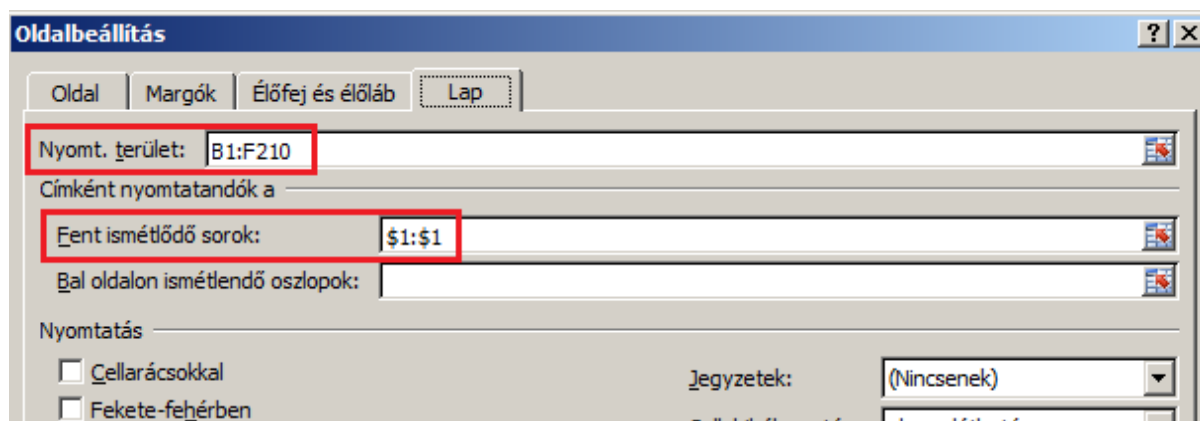 Oldalbeállítás
Oldal Margók Élőfej és élőláb Lap
Nyomt. terület: B1:F210
Címként nyomtatandók a
Fent ismétlődő sorok: $1:$1
Bal oldalon ismétlendő oszlopok:
Nyomtatás
Cellarácsokkal
Jegyzetek: (Nincsenek)
Fekete-fehérben